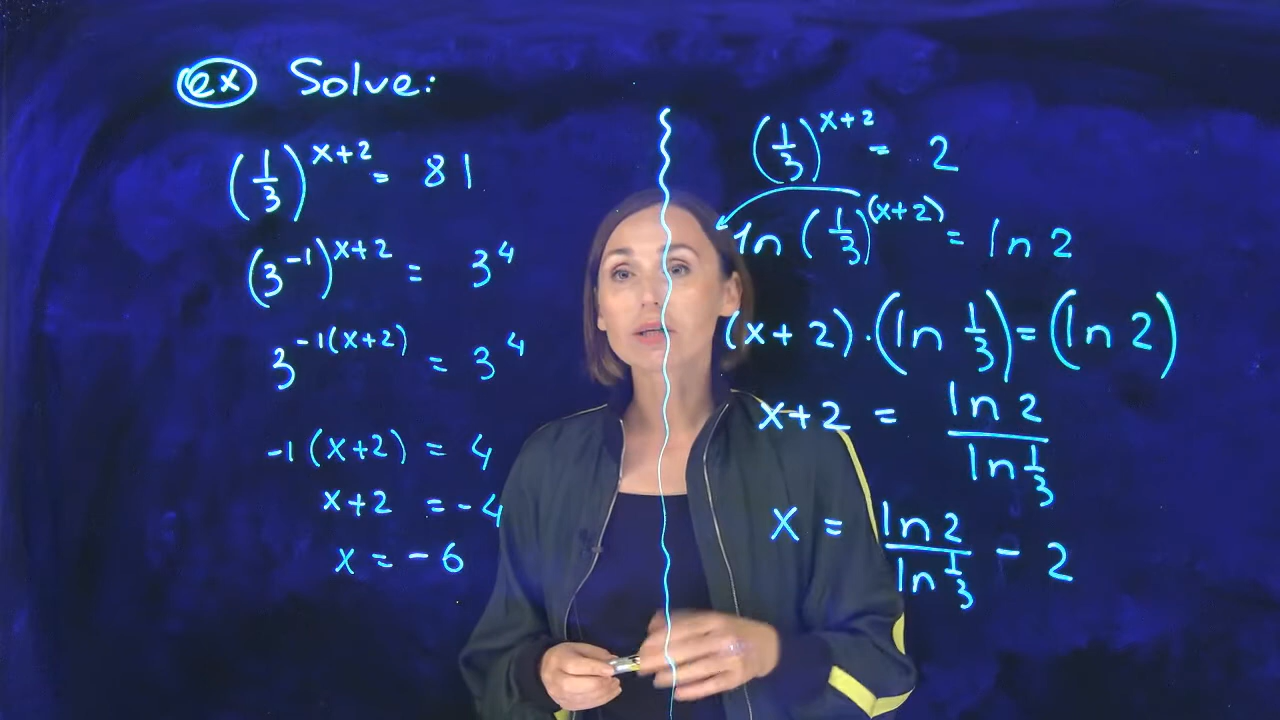 ex Solve:
(1/3)^(x+2) = 81
(3^-1)^(x+2) = 3^4
3^(-1(x+2)) = 3^4
-1(x+2) = 4
x+2 = -4
x = -6
(1/3)^(x+2) = 2
ln (1/3)^(x+2) = ln 2
(x+2)·(ln 1/3) = (ln 2)
x+2 = ln 2 / ln 1/3
x = ln 2 / ln 1/3 - 2